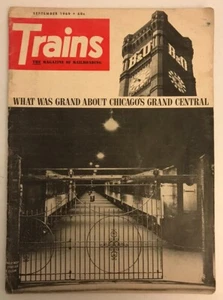 SEPTEMBER 1969 • 60c
Trains
THE MAGAZINE OF RAILROADING
B&O
B&O
WHAT WAS GRAND ABOUT CHICAGO'S GRAND CENTRAL